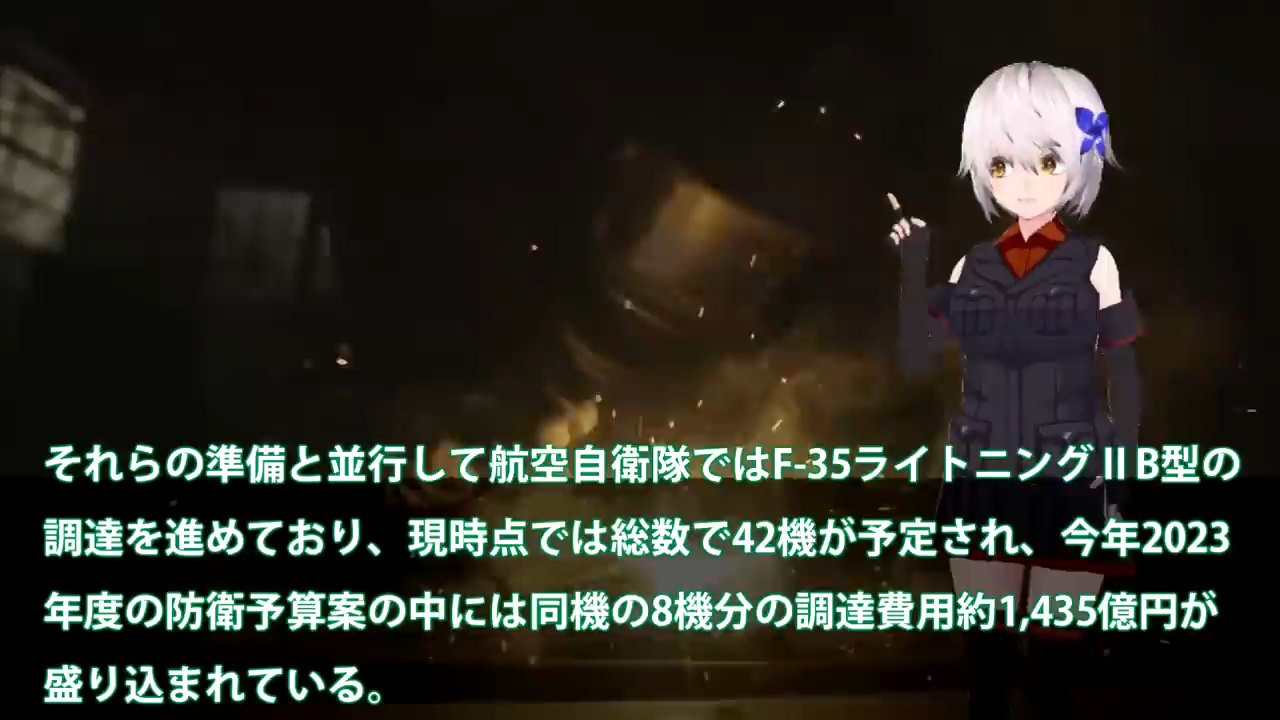 それらの準備と並行して航空自衛隊ではF-35ライトニングⅡB型の
調達を進めており、現時点では総数で42機が予定され、今年2023
年度の防衛予算案の中には同機の8機分の調達費用約1,435億円が
盛り込まれている。